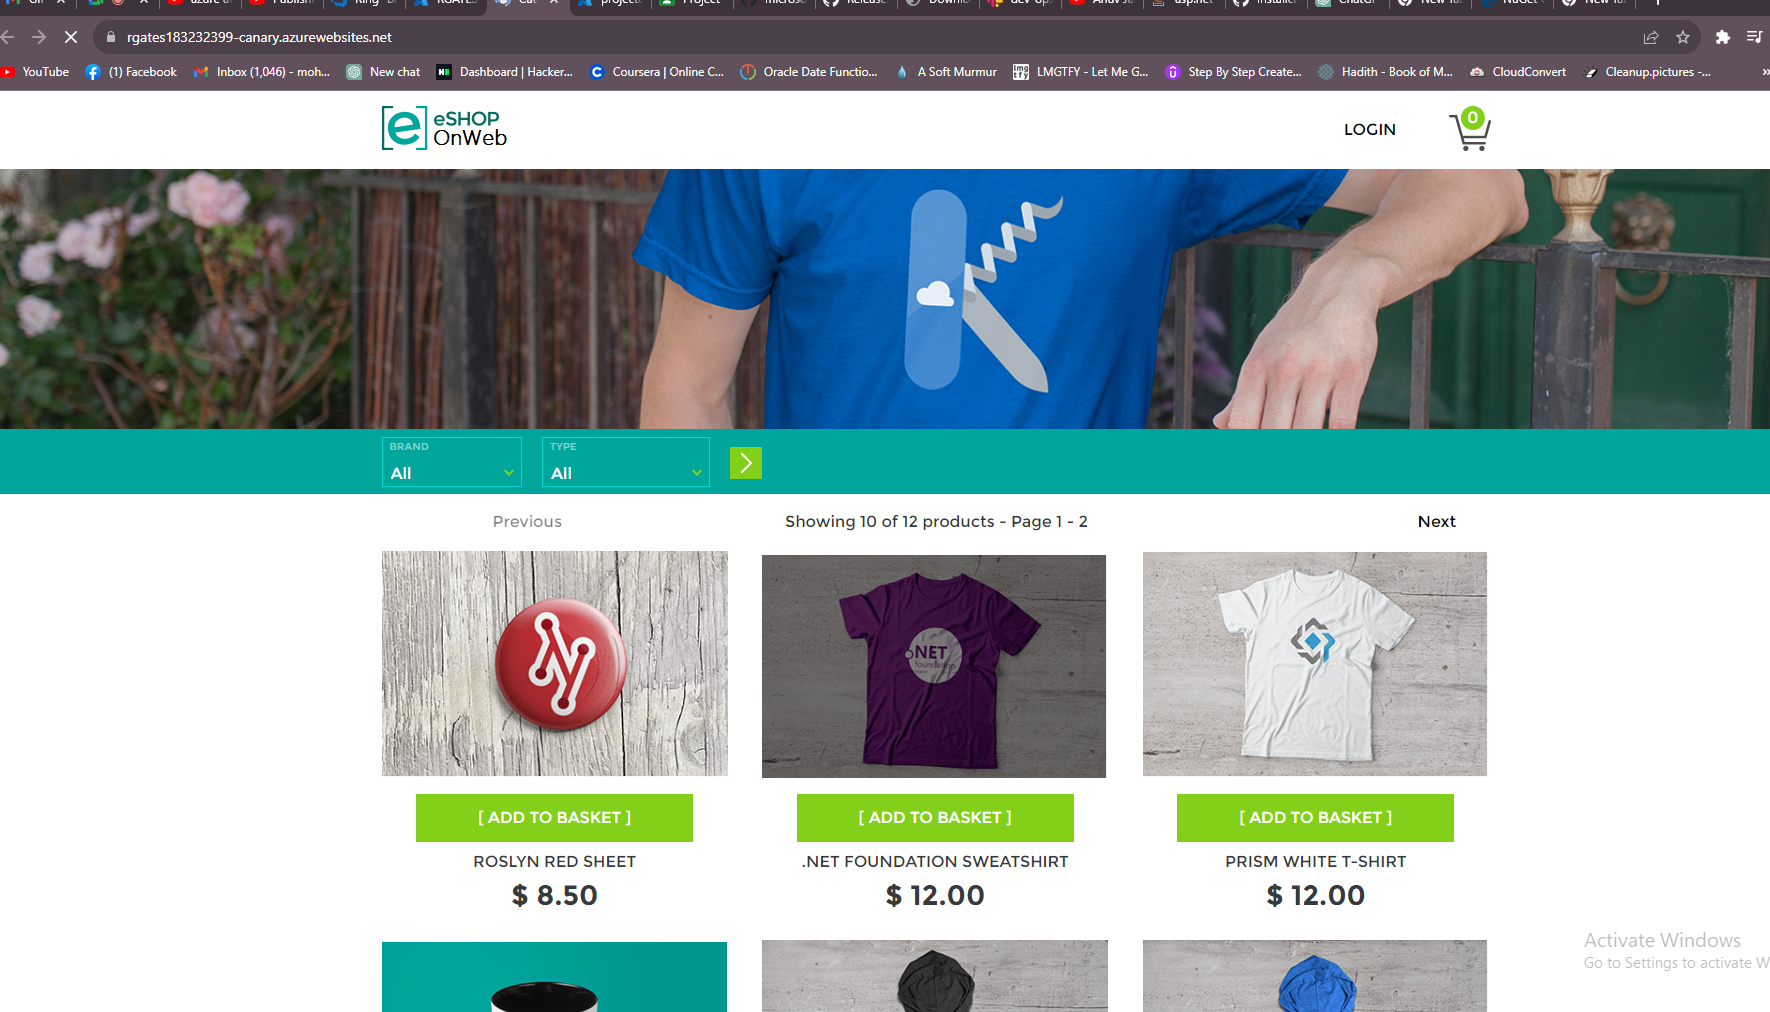 rgates183232399-canary.azurewebsites.net
YouTube (1) Facebook Inbox (1,046) - moh... New chat Dashboard | Hacker... Coursera | Online C... Oracle Date Functio... A Soft Murmur LMGTFY - Let Me G... Step By Step Create... Hadith - Book of M... CloudConvert Cleanup.pictures -... »
eSHOP
OnWeb
LOGIN
0
BRAND
All
TYPE
All
Previous
Showing 10 of 12 products - Page 1 - 2
Next
.NET
foundation
[ ADD TO BASKET ] [ ADD TO BASKET ] [ ADD TO BASKET ]
ROSLYN RED SHEET .NET FOUNDATION SWEATSHIRT PRISM WHITE T-SHIRT
$ 8.50 $ 12.00 $ 12.00
Activate Windows
Go to Settings to activate W